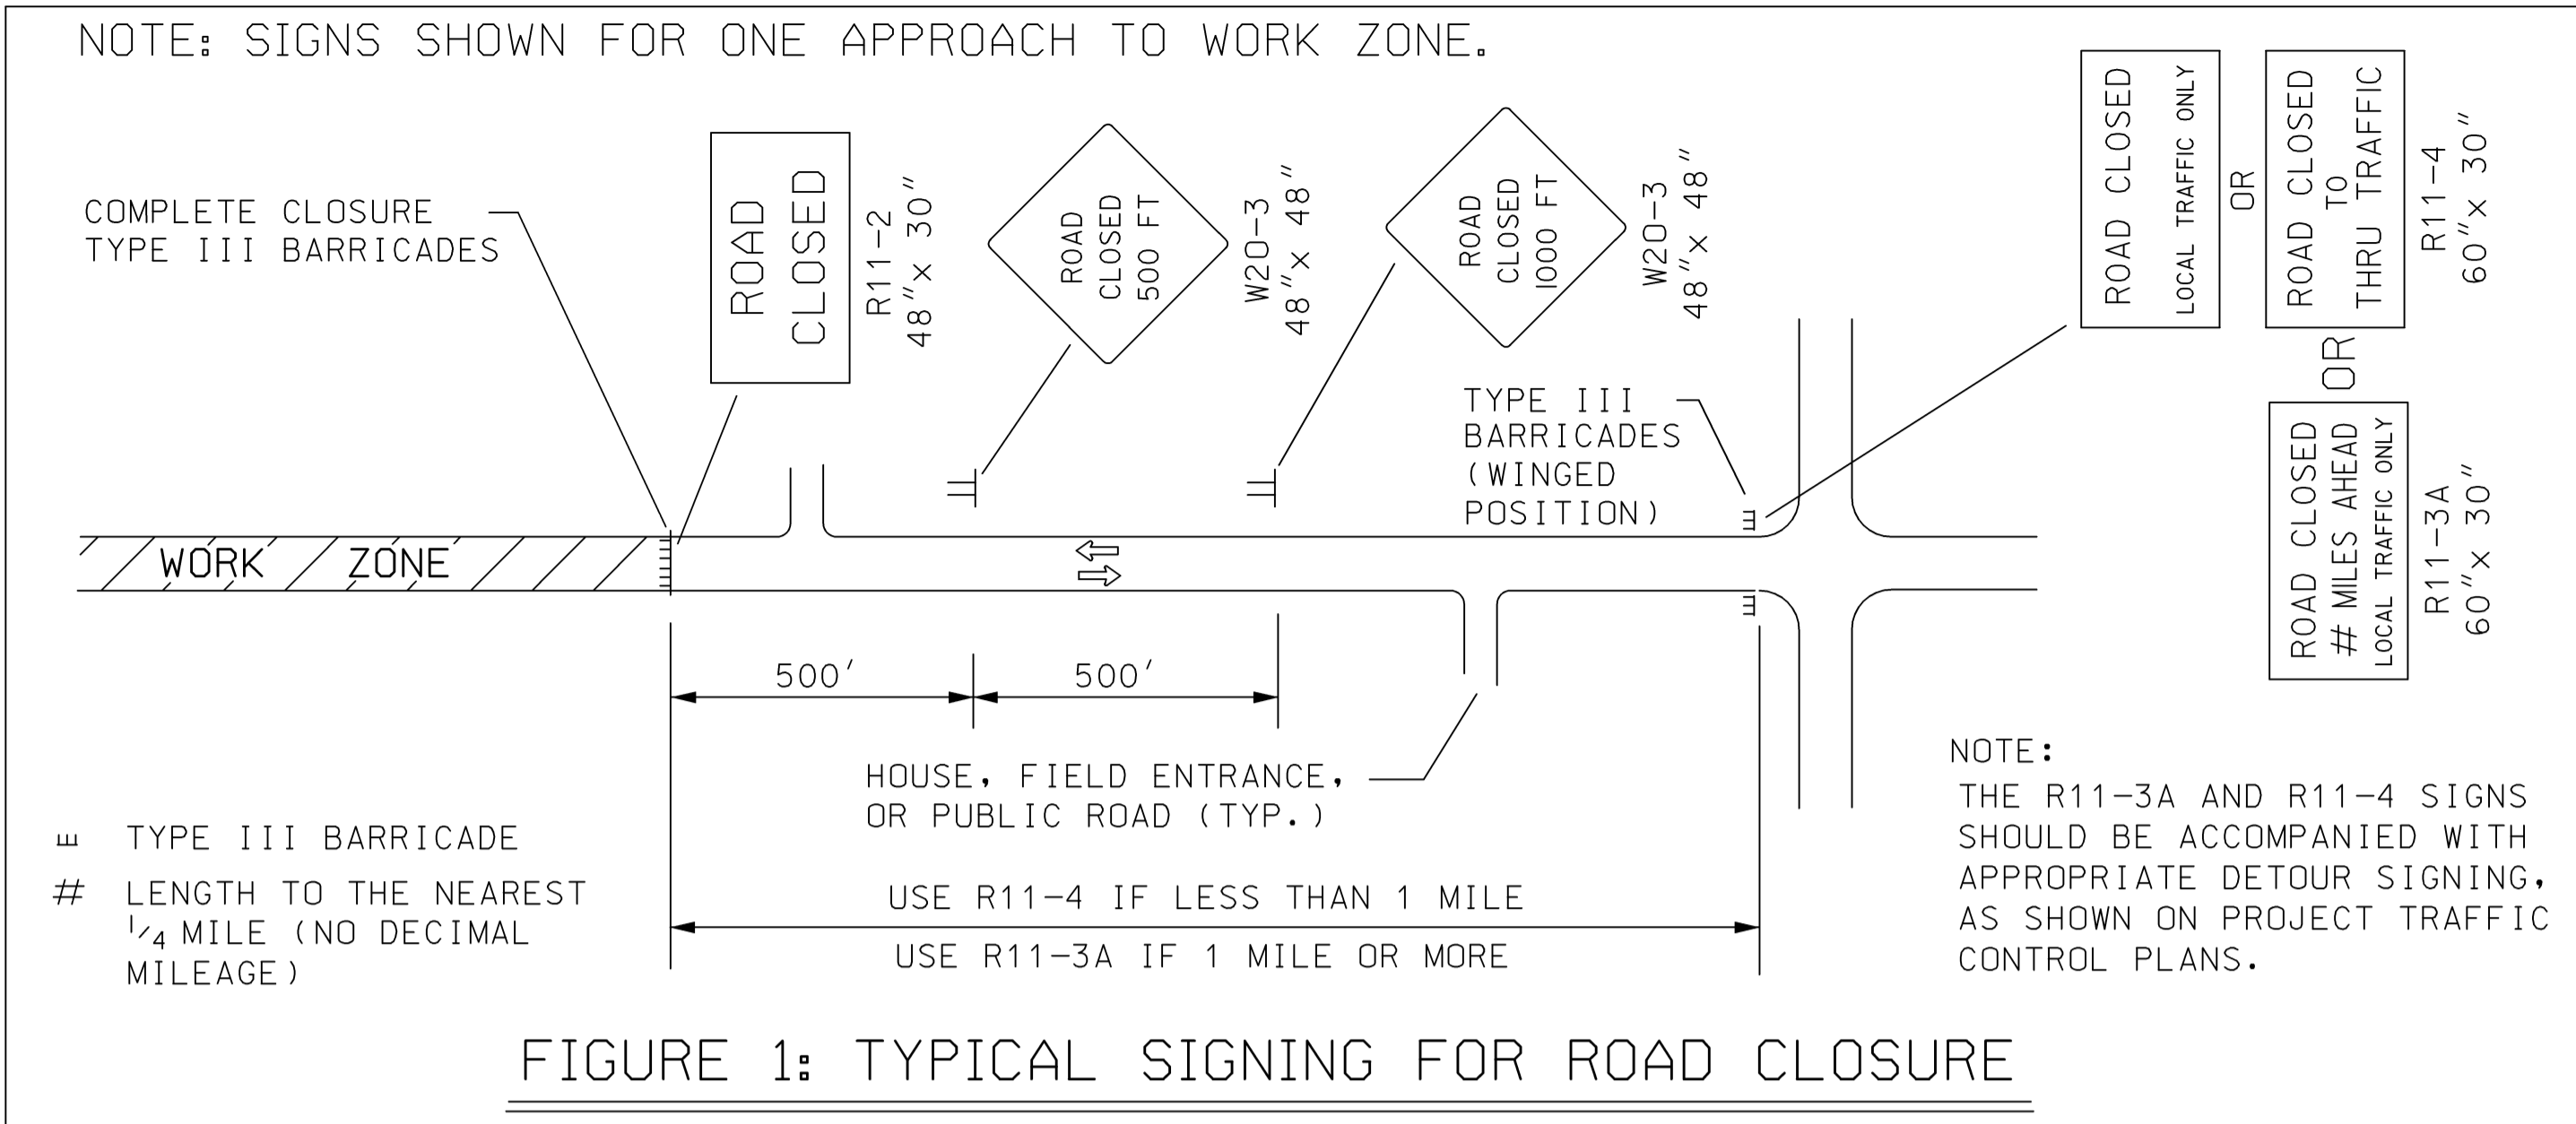 NOTE: SIGNS SHOWN FOR ONE APPROACH TO WORK ZONE.
COMPLETE CLOSURE
TYPE III BARRICADES
ROAD
CLOSED
R11-2
48"x 30"
ROAD
CLOSED
500 FT
W20-3
48"x 48"
ROAD
CLOSED
1000 FT
W20-3
48"x 48"
TYPE III
BARRICADES
(WINGED
POSITION)
ROAD CLOSED
LOCAL TRAFFIC ONLY
OR
ROAD CLOSED
TO
THRU TRAFFIC
R11-4
60"x 30"
OR
ROAD CLOSED
# MILES AHEAD
LOCAL TRAFFIC ONLY
R11-3A
60"x 30"
WORK ZONE
500'
500'
HOUSE, FIELD ENTRANCE,
OR PUBLIC ROAD (TYP.)
TYPE III BARRICADE
# LENGTH TO THE NEAREST
1/4 MILE (NO DECIMAL
MILEAGE)
USE R11-4 IF LESS THAN 1 MILE
USE R11-3A IF 1 MILE OR MORE
NOTE:
THE R11-3A AND R11-4 SIGNS
SHOULD BE ACCOMPANIED WITH
APPROPRIATE DETOUR SIGNING,
AS SHOWN ON PROJECT TRAFFIC
CONTROL PLANS.
FIGURE 1: TYPICAL SIGNING FOR ROAD CLOSURE